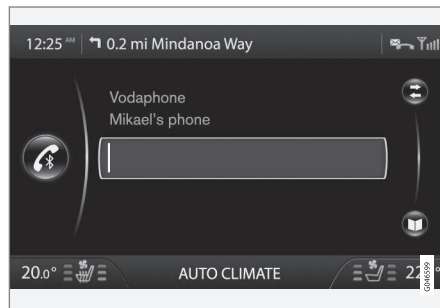 12:25 AM 0.2 mi Mindanoa Way
Vodaphone
Mikael's phone
20.0° AUTO CLIMATE 22 °
G046599